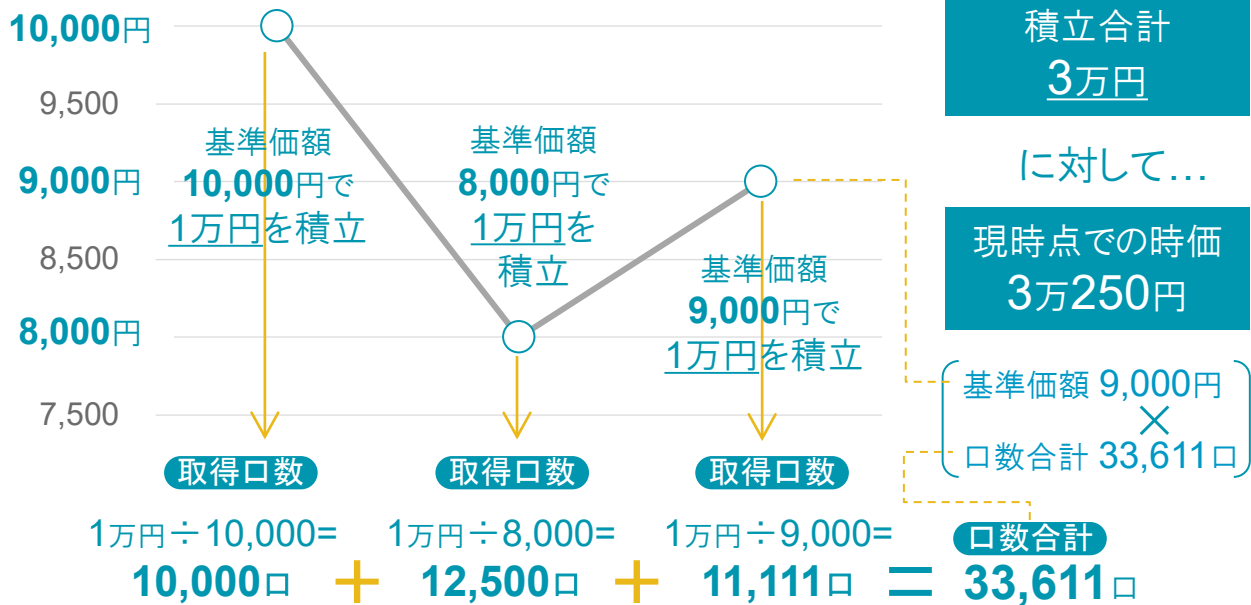 10,000円
9,500
9,000円
8,500
8,000円
7,500
基準価額
10,000円で
1万円を積立
基準価額
8,000円で
1万円を
積立
基準価額
9,000円で
1万円を積立
積立合計
3万円
に対して…
現時点での時価
3万250円
基準価額 9,000円
×
口数合計 33,611口
取得口数
取得口数
取得口数
1万円÷10,000=
1万円÷8,000=
1万円÷9,000=
口数合計
10,000口 + 12,500口 + 11,111口 = 33,611口